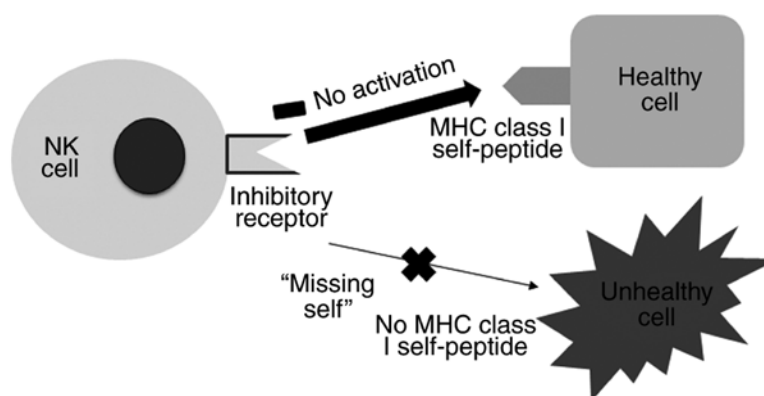 No activation
Healthy
cell
NK
cell
MHC class I
self-peptide
Inhibitory
receptor
“Missing
self”
No MHC class
I self-peptide
Unhealthy
cell